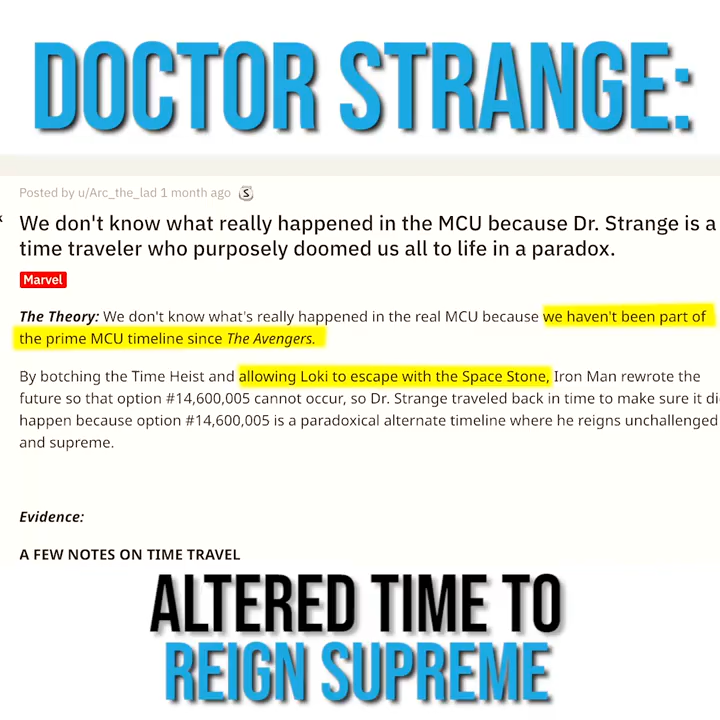 DOCTOR STRANGE:
Posted by u/Arc_the_lad 1 month ago
We don't know what really happened in the MCU because Dr. Strange is a
time traveler who purposely doomed us all to life in a paradox.
Marvel
The Theory: We don't know what's really happened in the real MCU because we haven't been part of
the prime MCU timeline since The Avengers.
By botching the Time Heist and allowing Loki to escape with the Space Stone, Iron Man rewrote the
future so that option #14,600,005 cannot occur, so Dr. Strange traveled back in time to make sure it di
happen because option #14,600,005 is a paradoxical alternate timeline where he reigns unchallenged
and supreme.
Evidence:
A FEW NOTES ON TIME TRAVEL
ALTERED TIME TO
REIGN SUPREME